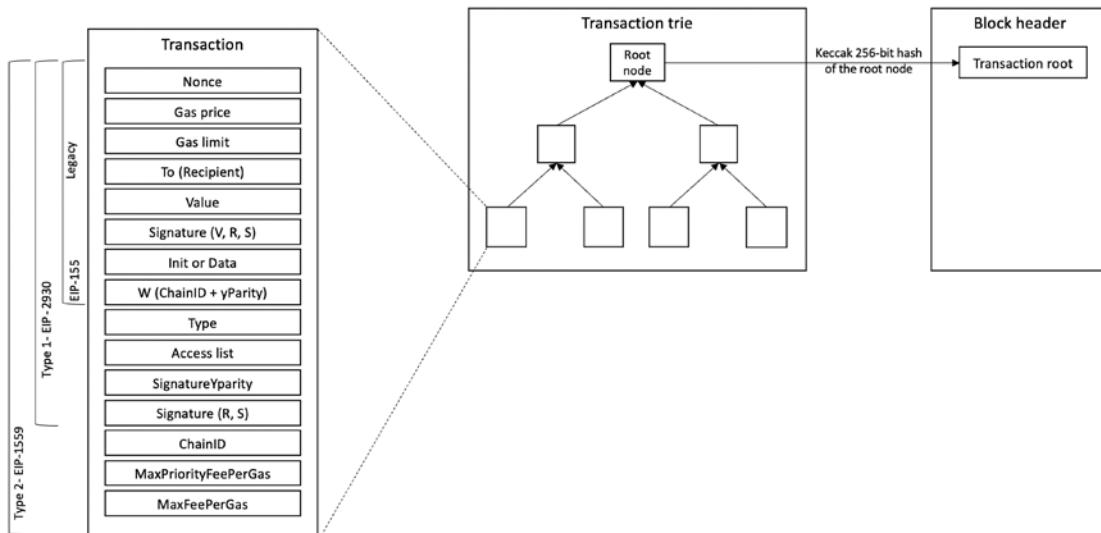 Transaction
Nonce
Gas price
Gas limit
To (Recipient)
Value
Signature (V, R, S)
Init or Data
W (ChainID + yParity)
Type
Access list
SignatureYparity
Signature (R, S)
ChainID
MaxPriorityFeePerGas
MaxFeePerGas
Legacy
EIP-155
Type 1- EIP - 2930
Type 2- EIP-1559
Transaction trie
Root
node
Keccak 256-bit hash
of the root node
Block header
Transaction root